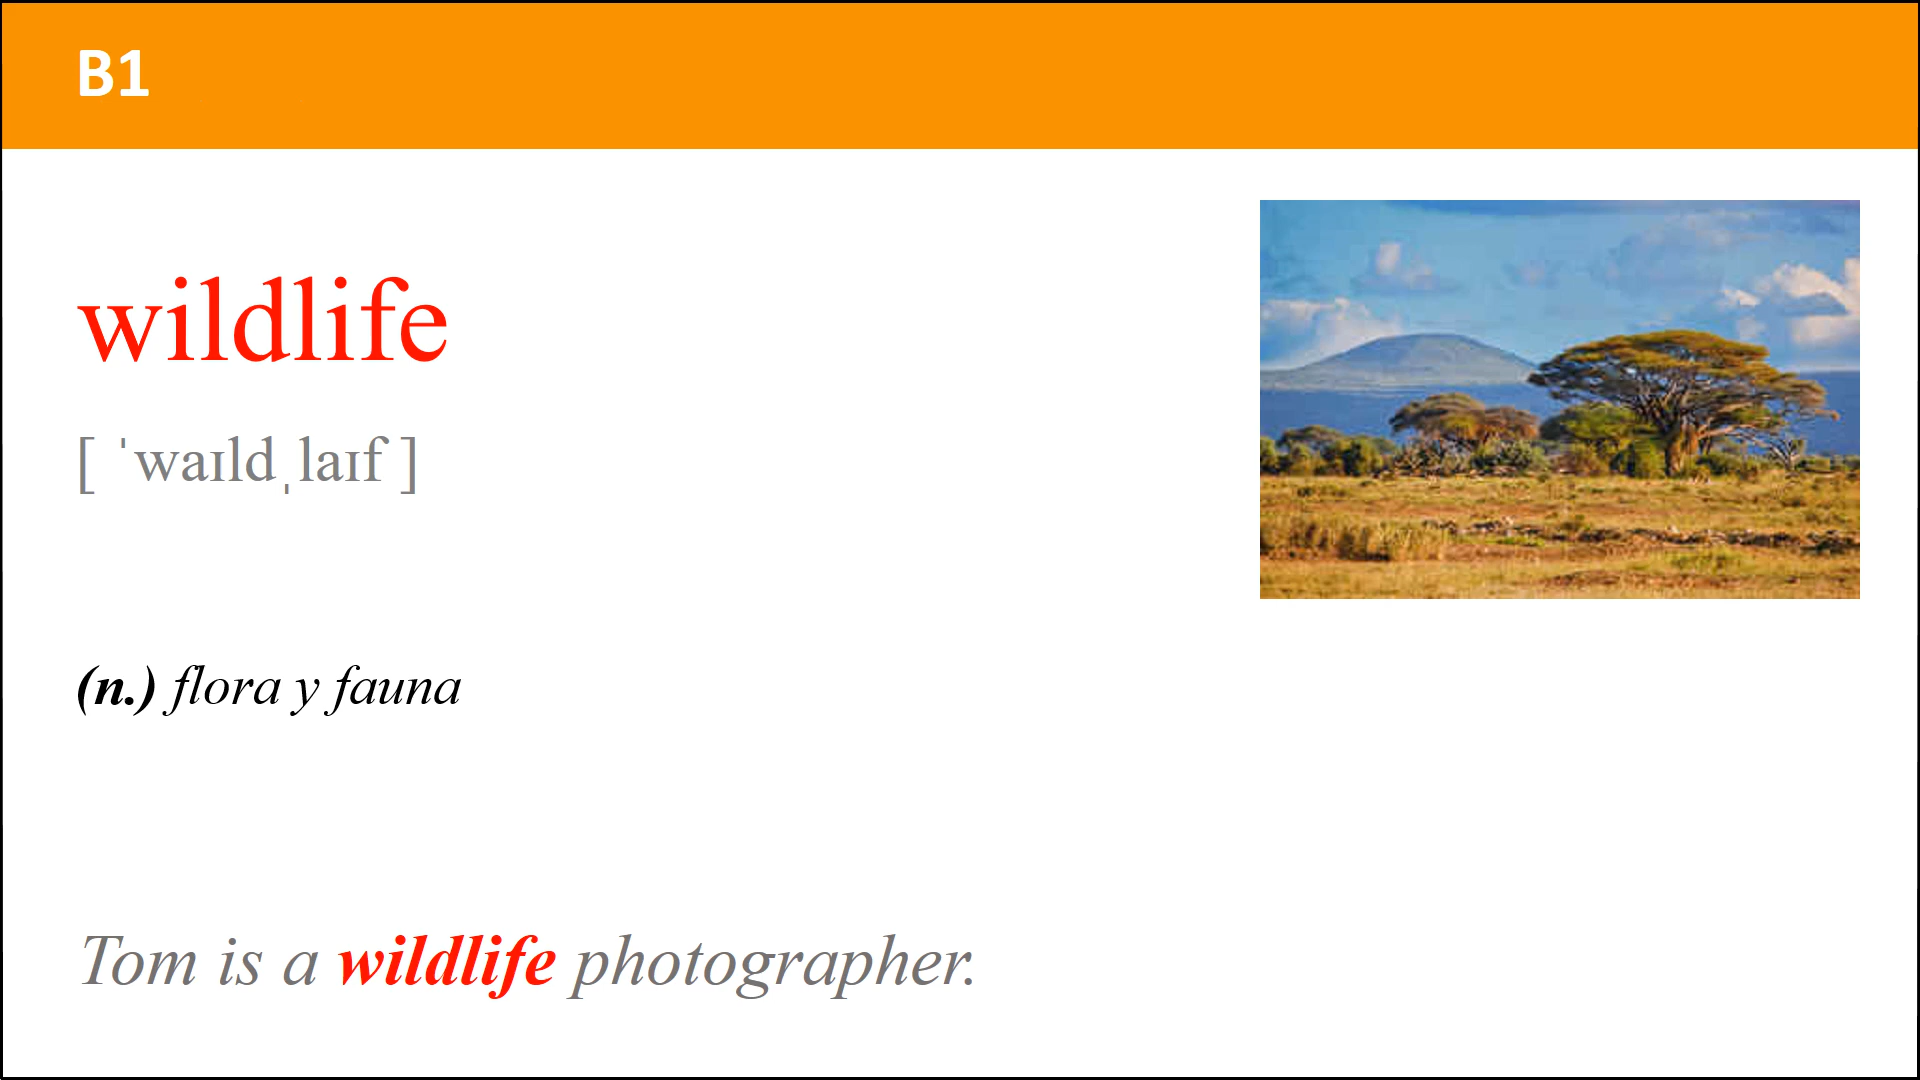 B1
wildlife
[ ˈwaɪldˌlaɪf ]
(n.) flora y fauna
Tom is a wildlife photographer.